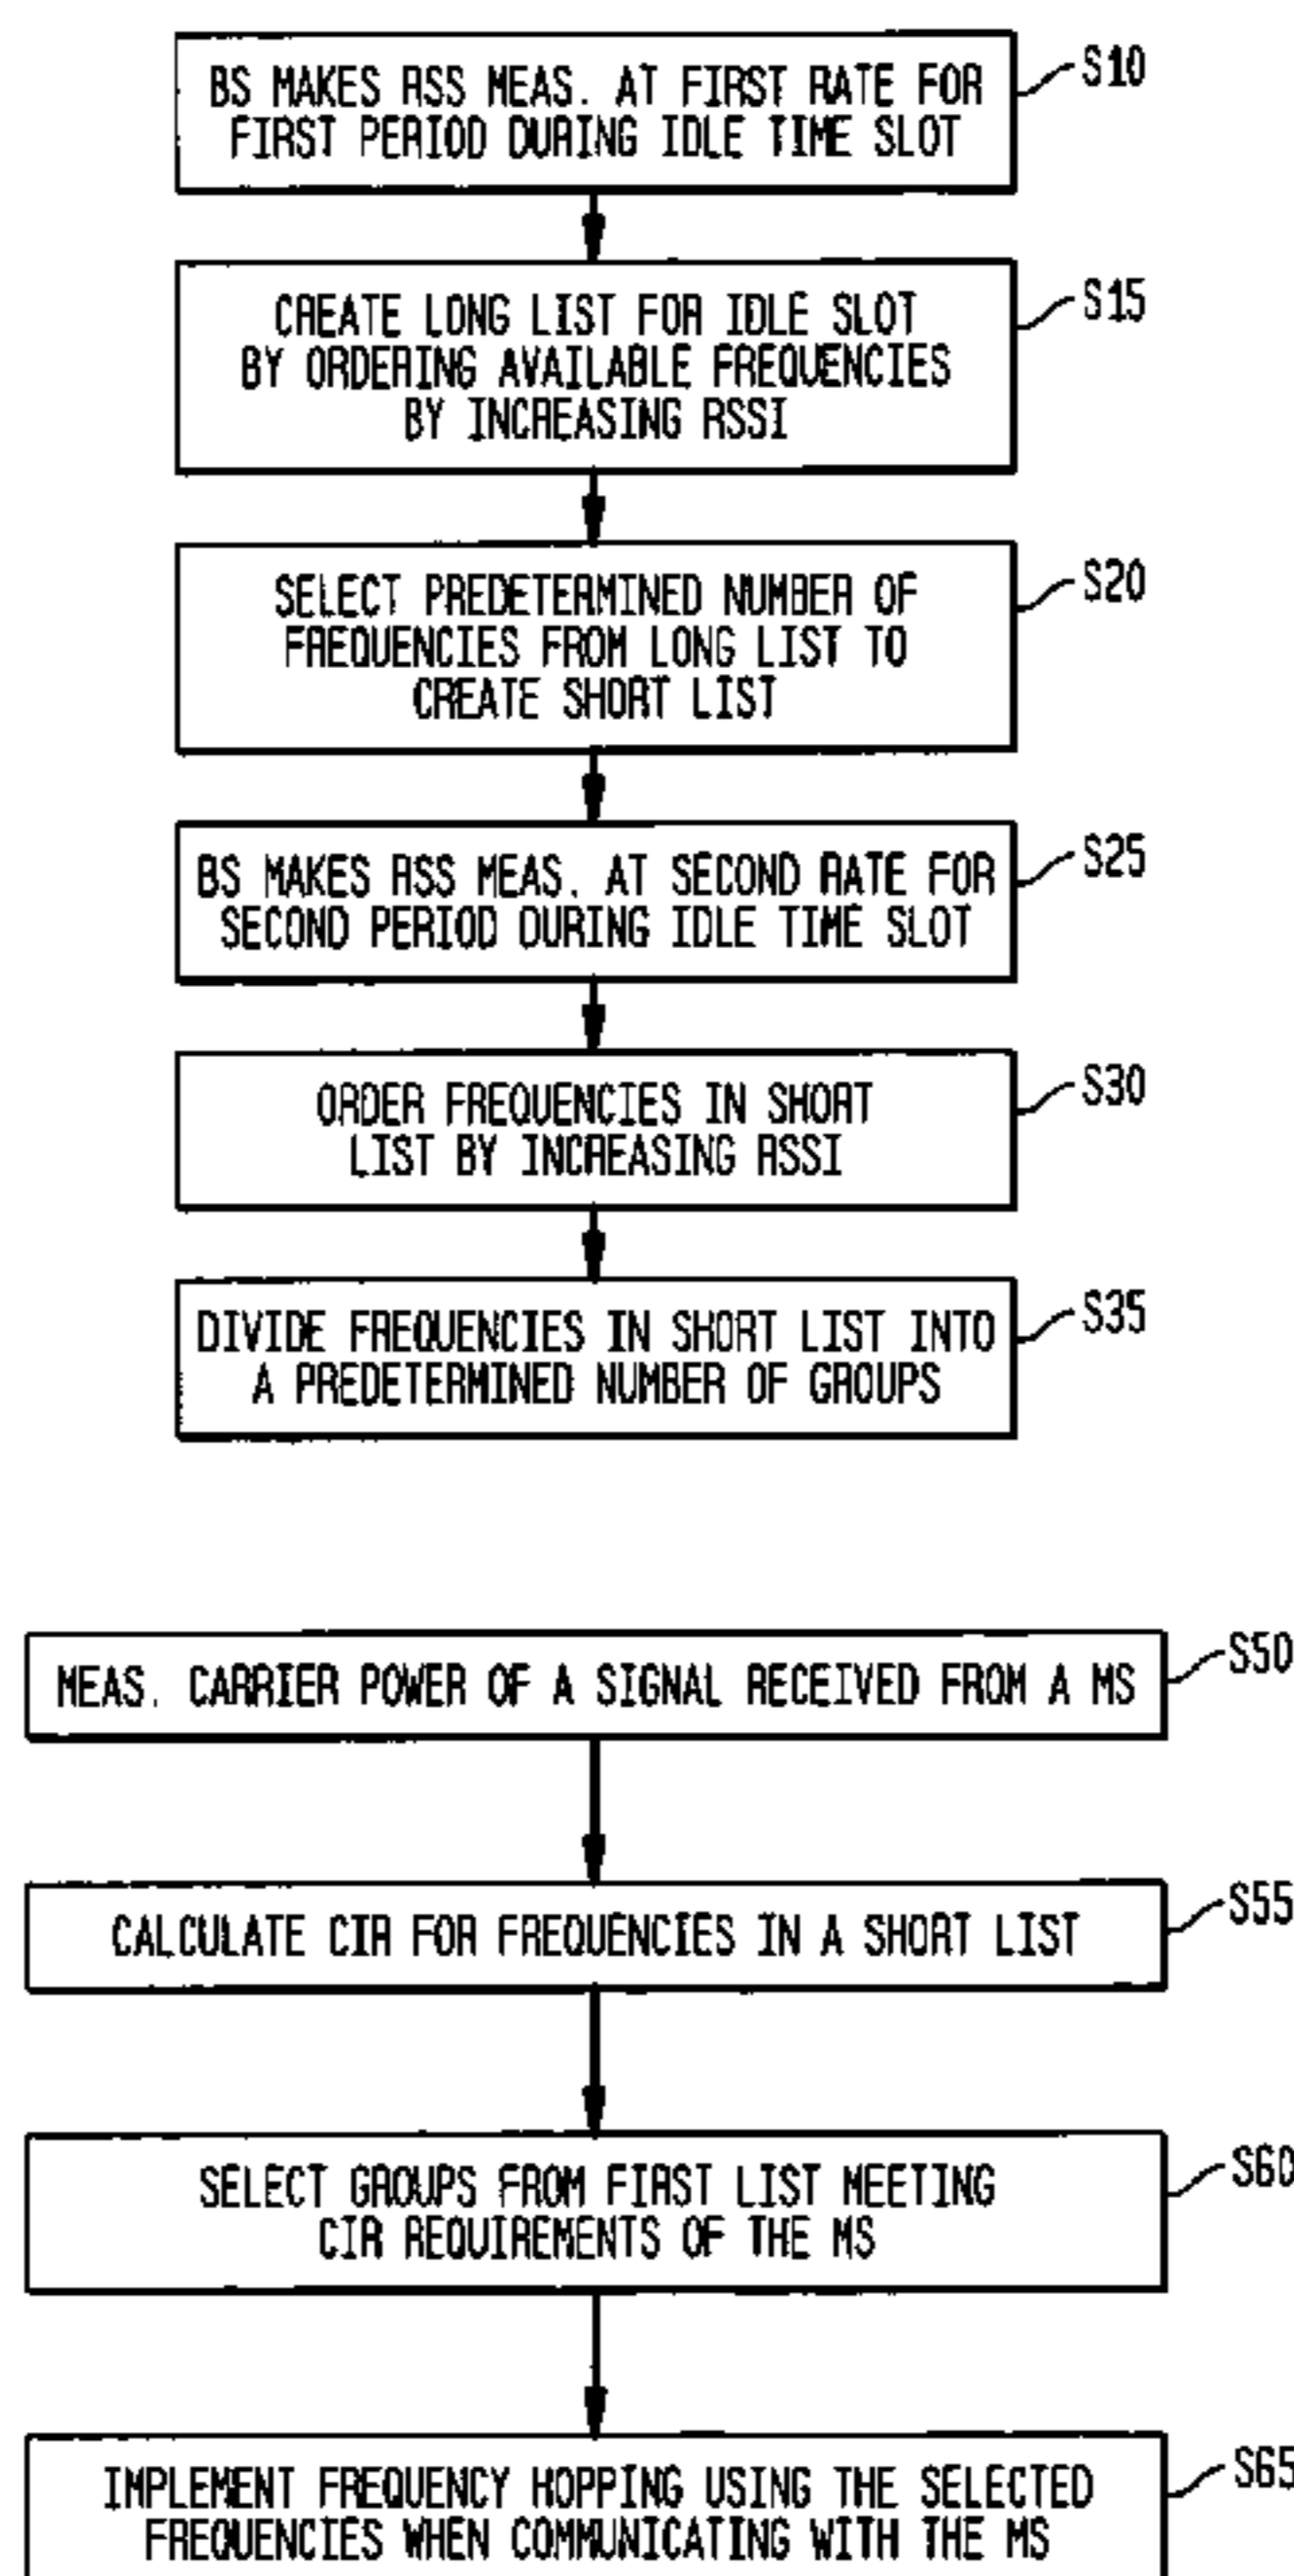 BS MAKES RSS MEAS. AT FIRST RATE FOR
FIRST PERIOD DURING IDLE TIME SLOT
S10
CREATE LONG LIST FOR IDLE SLOT
BY ORDERING AVAILABLE FREQUENCIES
BY INCREASING RSSI
S15
SELECT PREDETERMINED NUMBER OF
FREQUENCIES FROM LONG LIST TO
CREATE SHORT LIST
S20
BS MAKES RSS MEAS. AT SECOND RATE FOR
SECOND PERIOD DURING IDLE TIME SLOT
S25
ORDER FREQUENCIES IN SHORT
LIST BY INCREASING RSSI
S30
DIVIDE FREQUENCIES IN SHORT LIST INTO
A PREDETERMINED NUMBER OF GROUPS
S35
MEAS. CARRIER POWER OF A SIGNAL RECEIVED FROM A MS
S50
CALCULATE CIR FOR FREQUENCIES IN A SHORT LIST
S55
SELECT GROUPS FROM FIRST LIST MEETING
CIR REQUIREMENTS OF THE MS
S60
IMPLEMENT FREQUENCY HOPPING USING THE SELECTED
FREQUENCIES WHEN COMMUNICATING WITH THE MS
S65